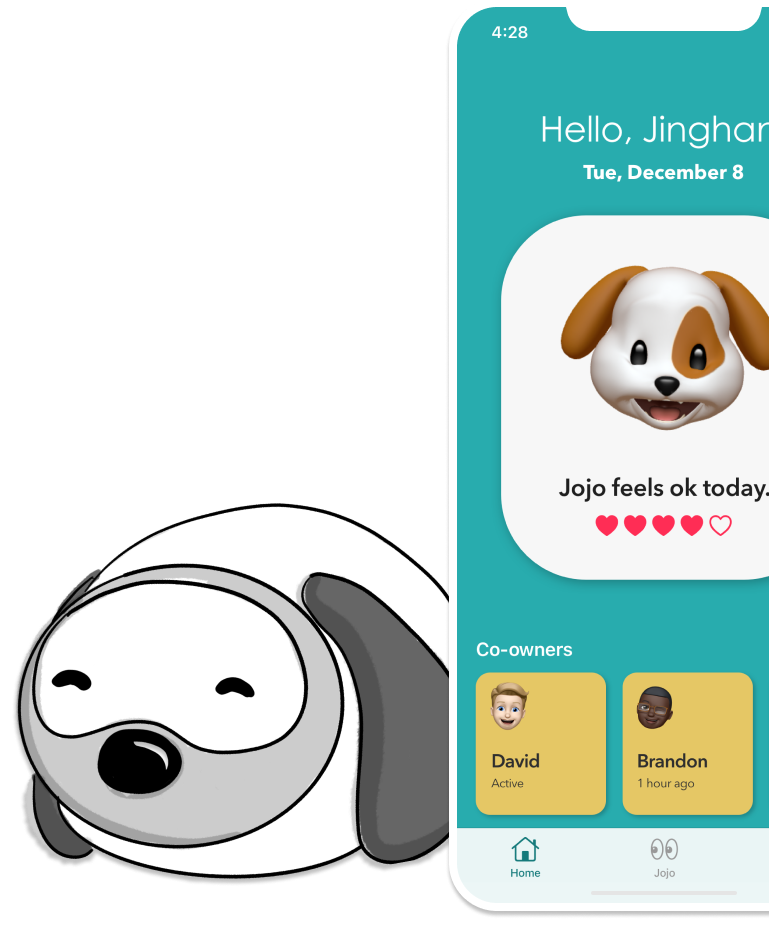 4:28
Hello, Jinghan
Tue, December 8
Jojo feels ok today.
Co-owners
David
Active
Brandon
1 hour ago
Home
Jojo